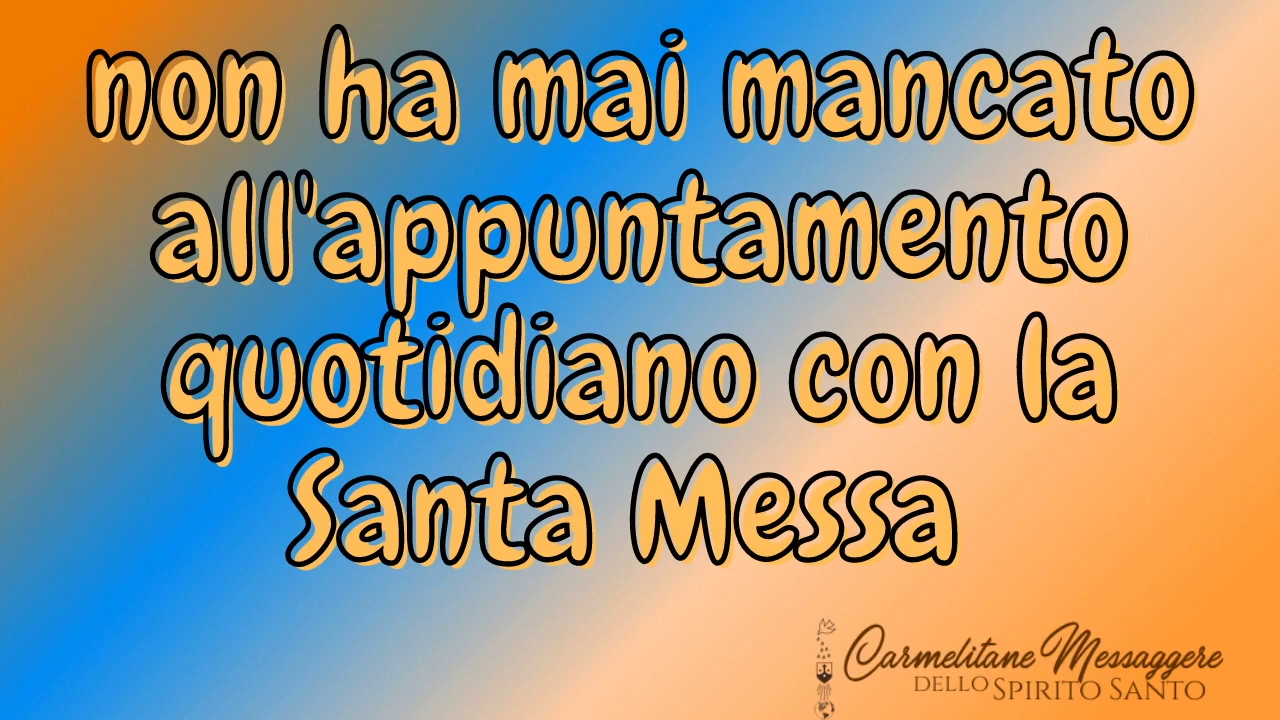 non ha mai mancato
all'appuntamento
quotidiano con la
Santa Messa
Carmelitane Messaggere
DELLO SPIRITO SANTO